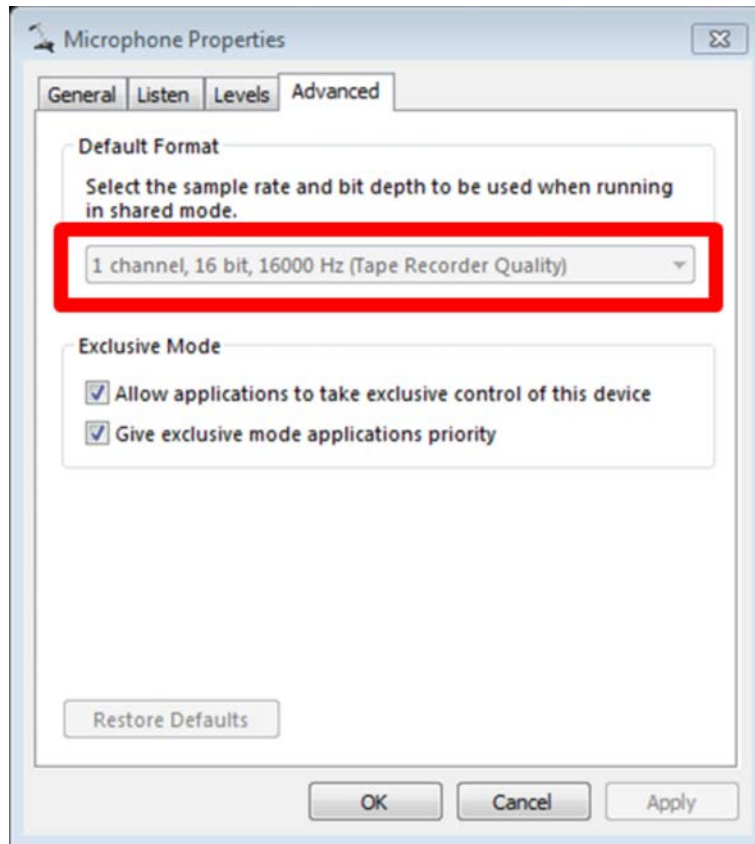 Microphone Properties
General
Listen
Levels
Advanced
Default Format
Select the sample rate and bit depth to be used when running
in shared mode.
1 channel, 16 bit, 16000 Hz (Tape Recorder Quality)
Exclusive Mode
Allow applications to take exclusive control of this device
Give exclusive mode applications priority
Restore Defaults
OK
Cancel
Apply